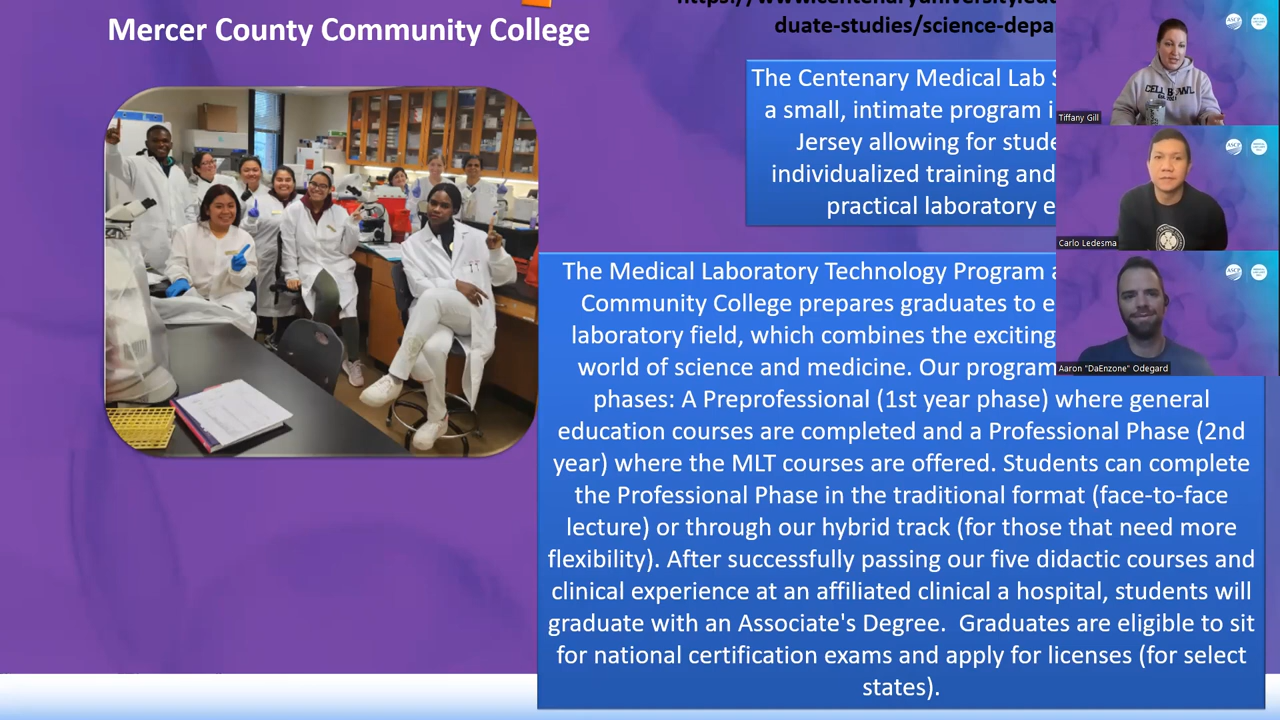 Mercer County Community College
duate-studies/science-depa
The Centenary Medical Lab
a small, intimate program i
Jersey allowing for stude
individualized training and
practical laboratory e
The Medical Laboratory Technology Program
Community College prepares graduates to e
laboratory field, which combines the exciting
world of science and medicine. Our program
phases: A Preprofessional (1st year phase) where general
education courses are completed and a Professional Phase (2nd
year) where the MLT courses are offered. Students can complete
the Professional Phase in the traditional format (face-to-face
lecture) or through our hybrid track (for those that need more
flexibility). After successfully passing our five didactic courses and
clinical experience at an affiliated clinical a hospital, students will
graduate with an Associate's Degree.  Graduates are eligible to sit
for national certification exams and apply for licenses (for select
states).
CELL BOWL
Tiffany Gill
ASCP
Carlo Ledesma
ASCP
Aaron "DaEnzone" Odegard